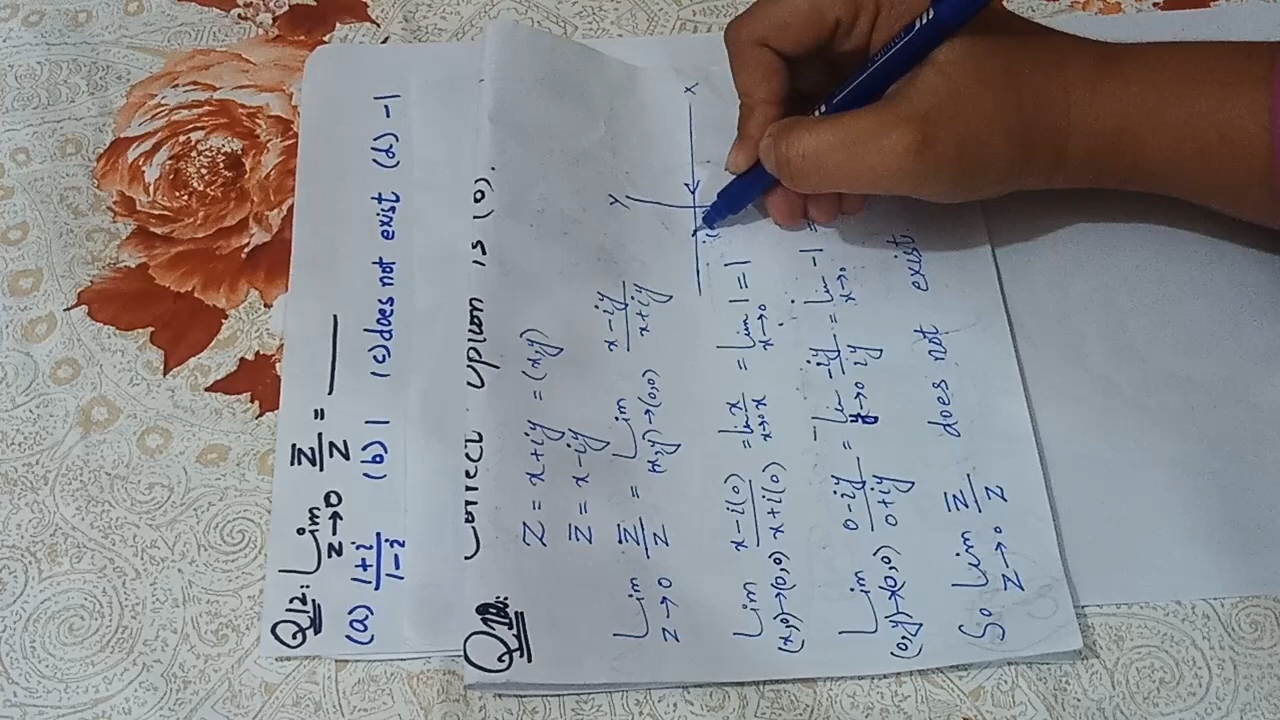 Q12: Lim z→0 z̅/z = ____
(a) 1+i/1-i (b) 1 (c) does not exist (d) -1
Q12: Correct option is (c).
Z = x+iy = (x,y)
z̅ = x-iy
Lim z→0 z̅/z = Lim (x,y)→(0,0) x-iy/x+iy
Lim (x,0)→(0,0) x-i(0)/x+i(0) = Lim x→0 x/x = Lim x→0 1 = 1
Lim (0,y)→(0,0) 0-iy/0+iy = Lim y→0 -iy/iy = Lim x→0 -1 =
So Lim z→0 z̅/z does not exist.
Y
X
Pointer